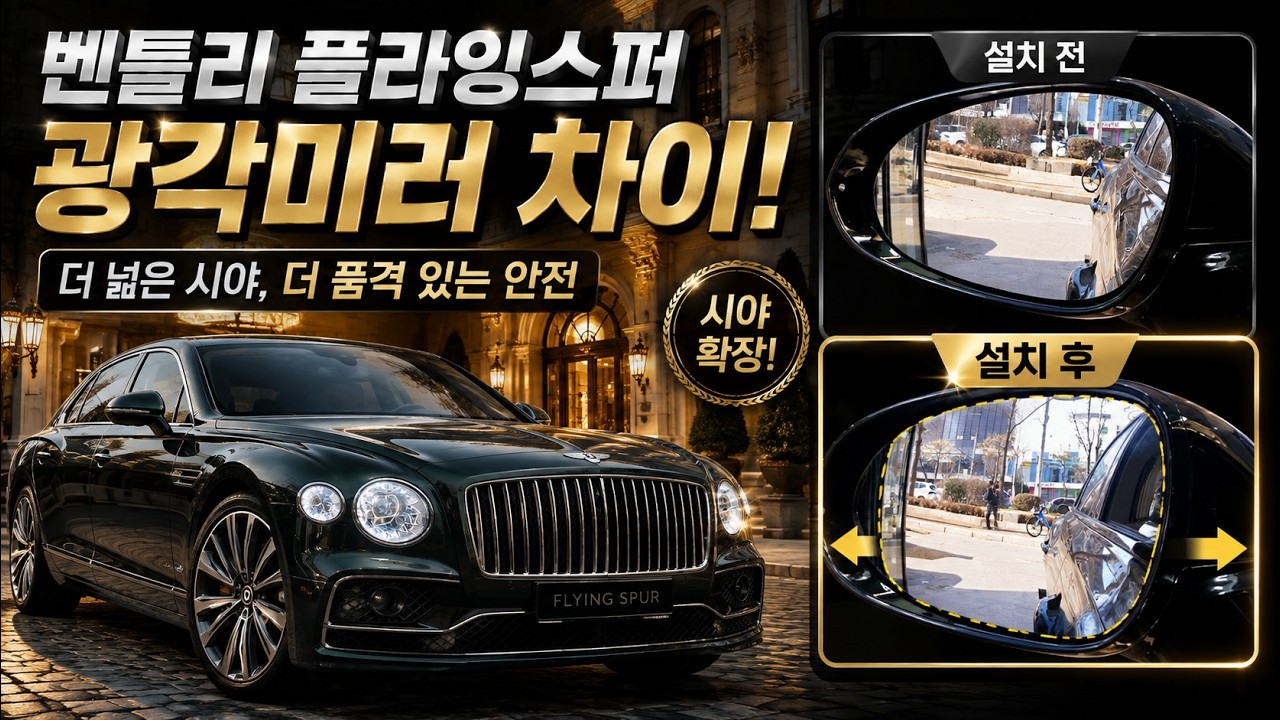 벤틀리 플라잉스퍼
광각미러 차이!
더 넓은 시야, 더 품격 있는 안전
시야
확장!
FLYING SPUR
설치 전
설치 후